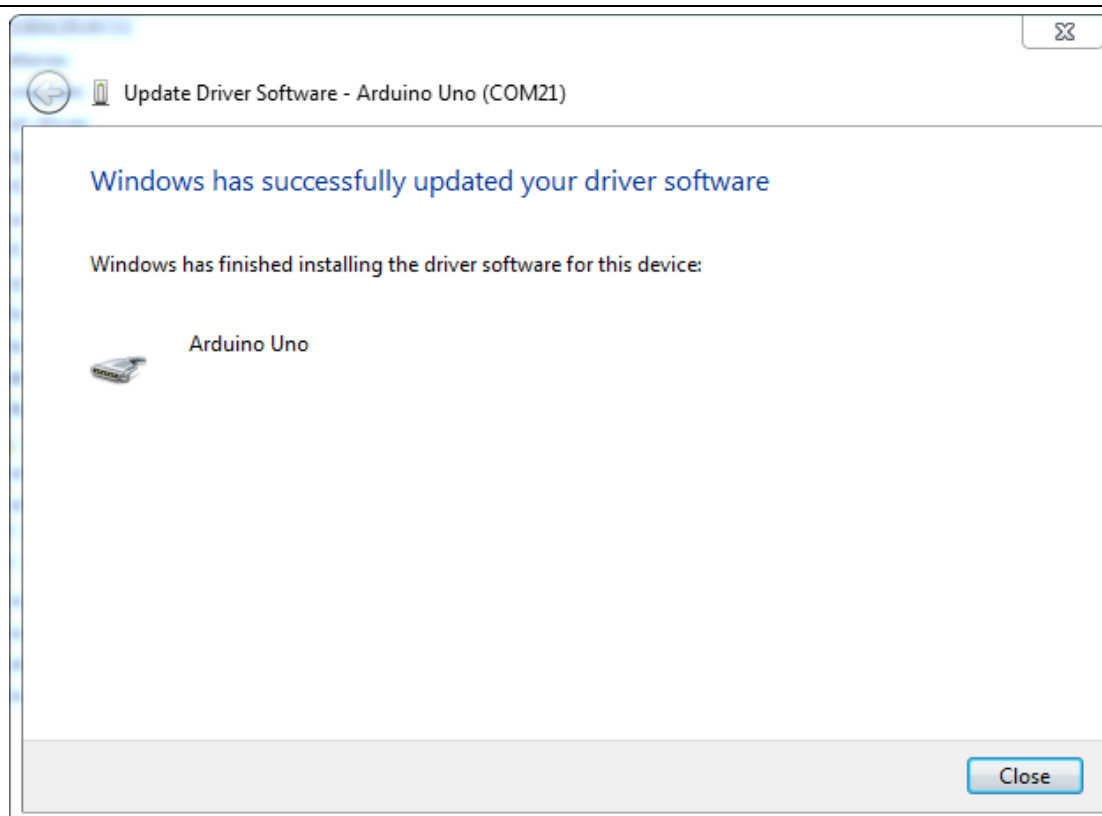 Update Driver Software - Arduino Uno (COM21)
Windows has successfully updated your driver software
Windows has finished installing the driver software for this device:
Arduino Uno
Close